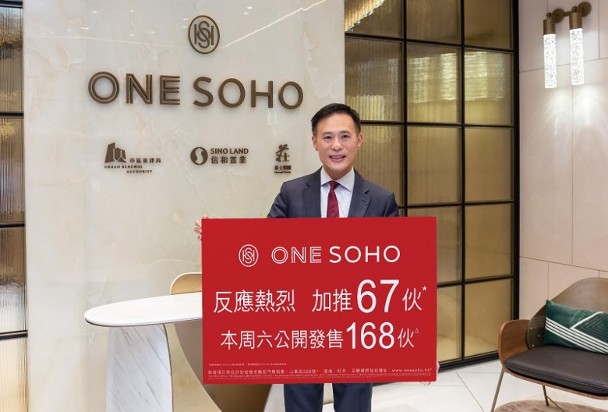 ONE SOHO
市區重建局
URBAN RENEWAL
AUTHORITY
SINO LAND
信和置業
ONE SOHO
反應熱烈 加推67伙*
本周六公開發售168伙△